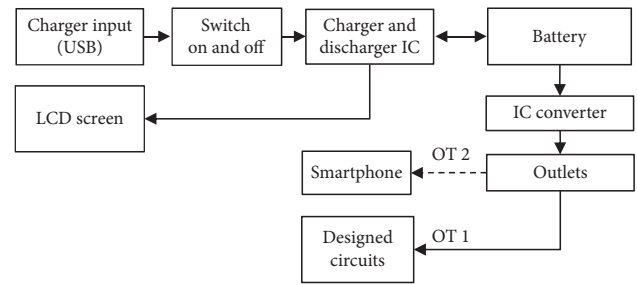 Charger input
(USB)
Switch
on and off
Charger and
discharger IC
Battery
LCD screen
IC converter
OT 2
Smartphone
Outlets
OT 1
Designed
circuits